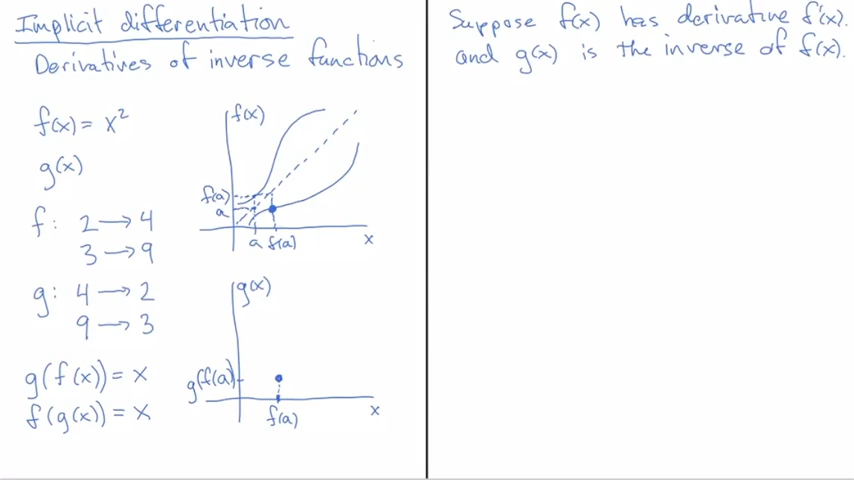 Implicit differentiation
Derivatives of inverse functions
f(x) = x²
g(x)
f: 2 → 4
3 → 9
g: 4 → 2
9 → 3
g(f(x)) = x
f(g(x)) = x
f(x)
f(a)
a
a f(a)
x
g(x)
g(f(a))
f(a)
x
Suppose f(x) has derivative f'(x).
and g(x) is the inverse of f(x).